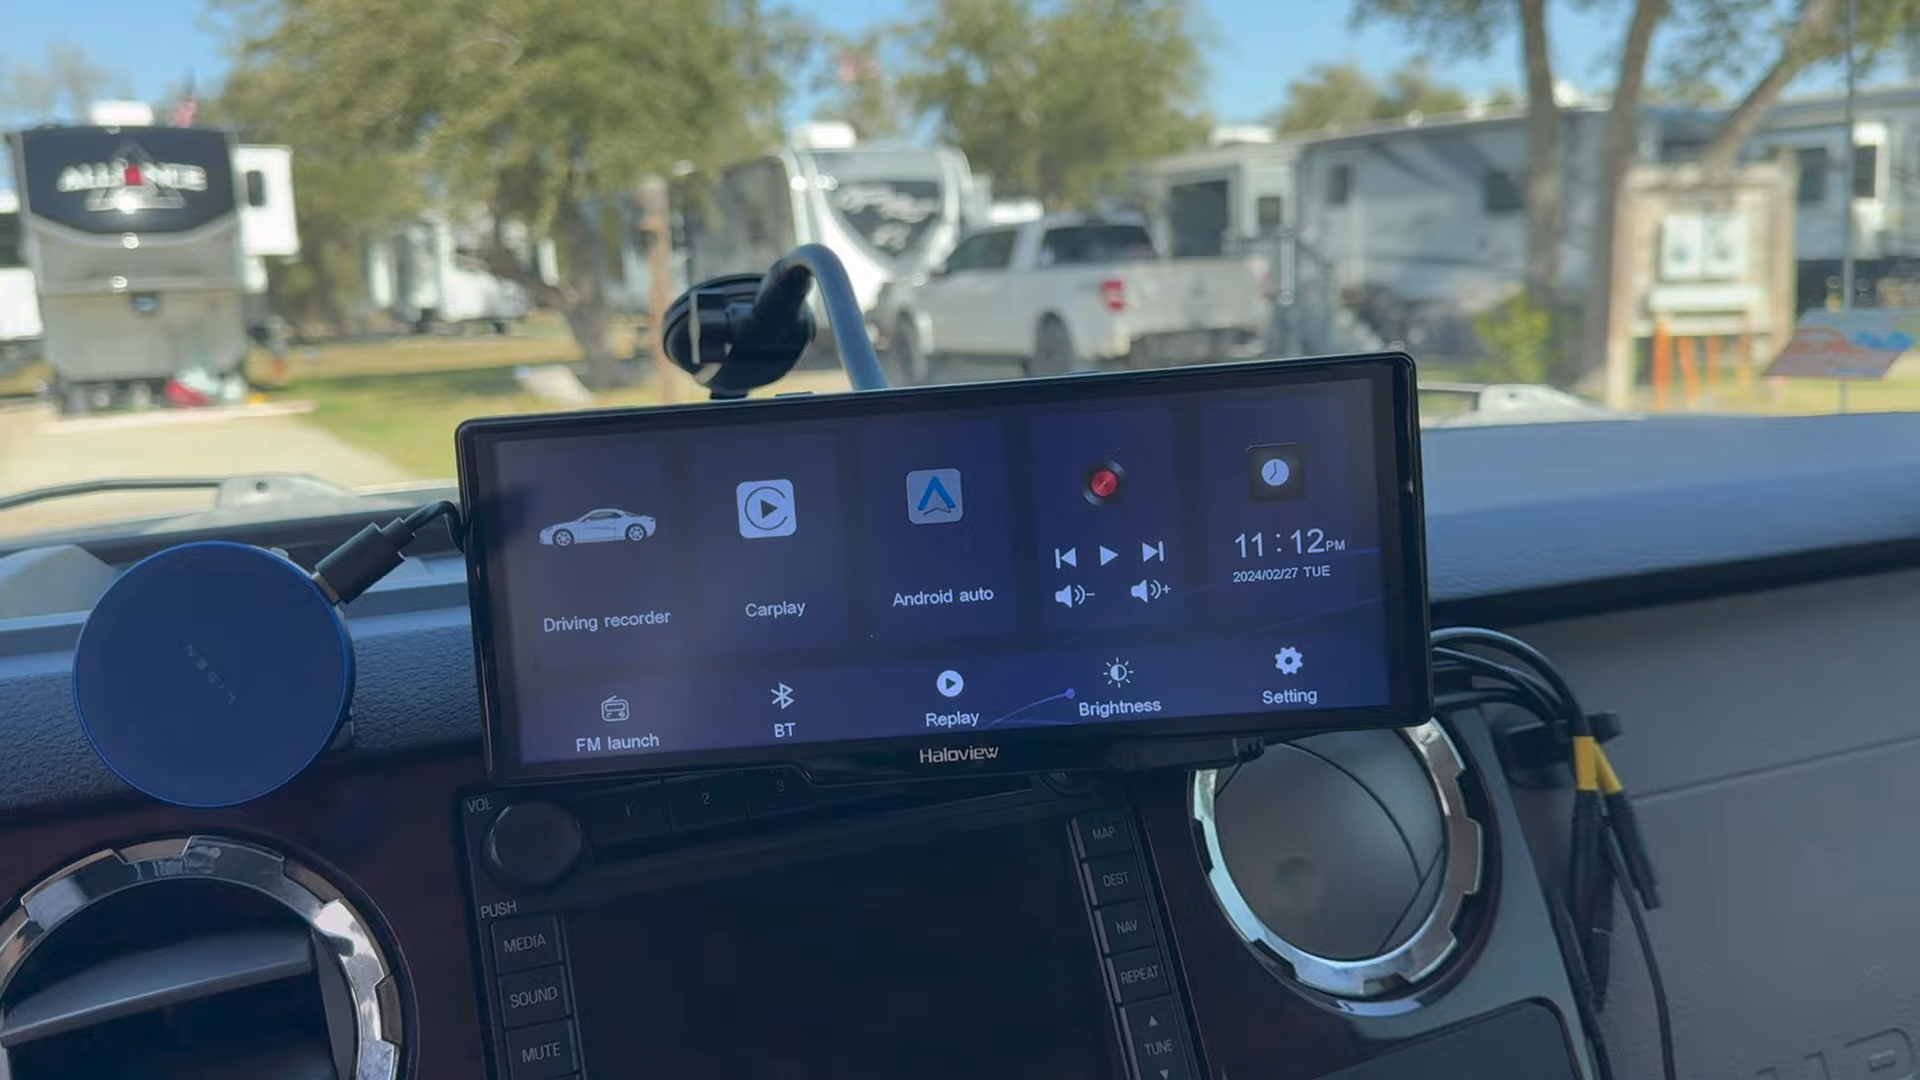 ALLIANCE
Driving recorder
Carplay
Android auto
11:12PM
2024/02/27 TUE
FM launch
BT
Replay
Brightness
Setting
Haloview
VOL
1
2
3
PUSH
MEDIA
SOUND
MUTE
MAP
DEST
NAV
REPEAT
TUNE